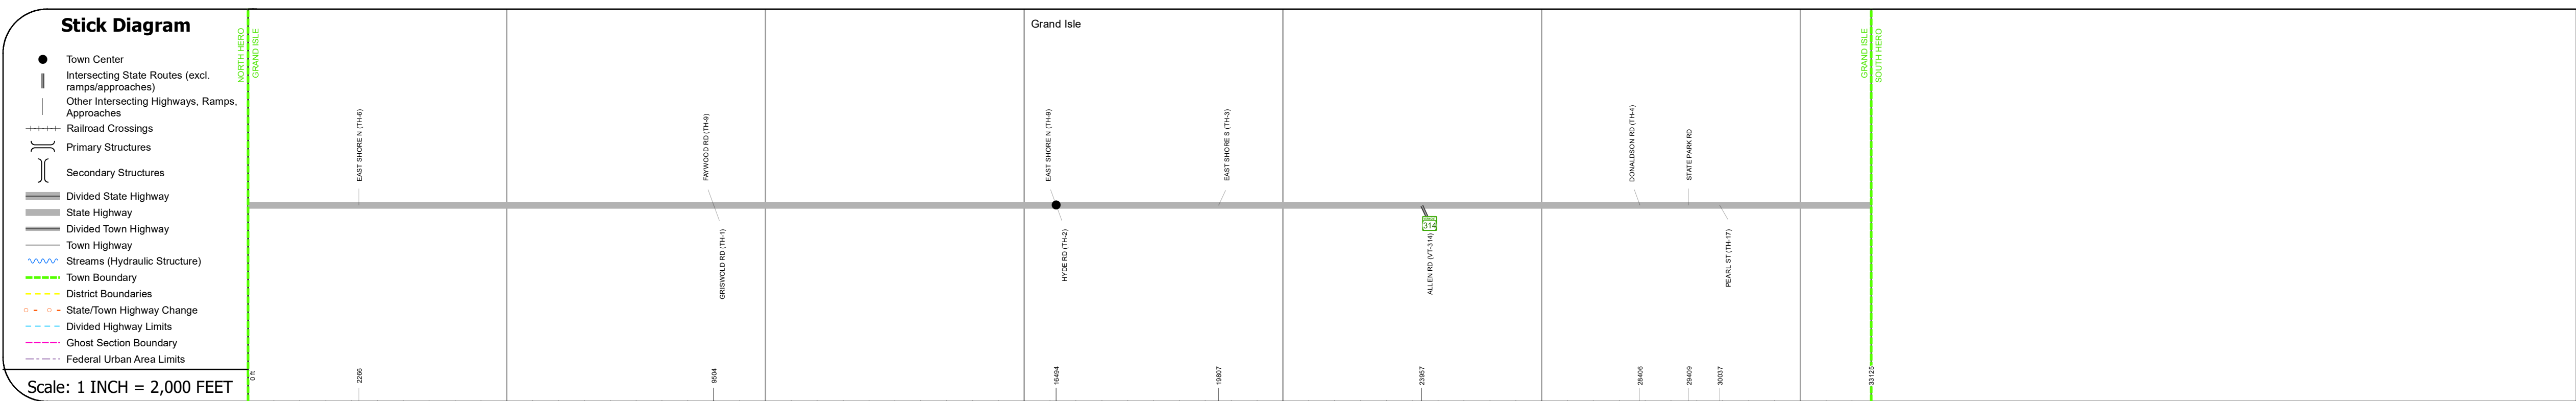 Stick Diagram
Town Center
Intersecting State Routes (excl.
ramps/approaches)
Other Intersecting Highways, Ramps,
Approaches
Railroad Crossings
Primary Structures
Secondary Structures
Divided State Highway
State Highway
Divided Town Highway
Town Highway
Streams (Hydraulic Structure)
Town Boundary
District Boundaries
State/Town Highway Change
Divided Highway Limits
Ghost Section Boundary
Federal Urban Area Limits
Scale: 1 INCH = 2,000 FEET
NORTH HERO
GRAND ISLE
Grand Isle
GRAND ISLE
SOUTH HERO
EAST SHORE N (TH-6)
FAYWOOD RD (TH-9)
EAST SHORE N (TH-9)
EAST SHORE S (TH-3)
DONALDSON RD (TH-4)
STATE PARK RD
GRISWOLD RD (TH-1)
HYDE RD (TH-2)
314
ALLEN RD (VT-314)
PEARL ST (TH-17)
0 ft
2266
9504
16494
19807
23957
28406
29409
30037
33125